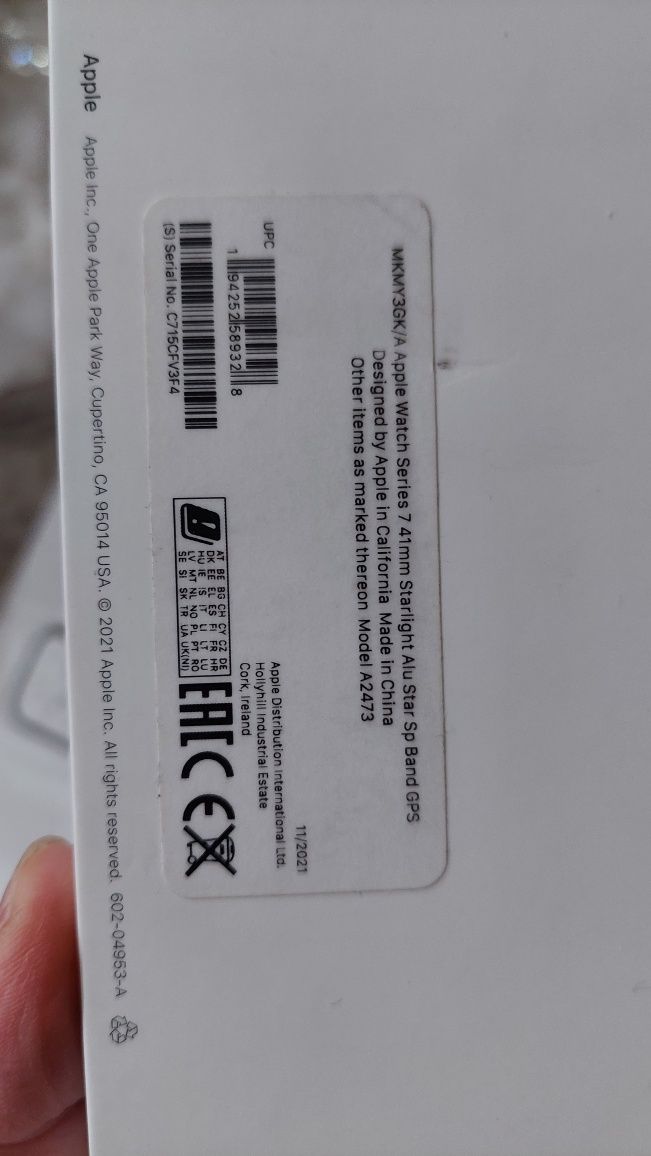 MKMY3GK/A Apple Watch Series 7 41mm Starlight Alu Star Sp Band GPS
Designed by Apple in California Made in China
Other items as marked thereon Model A2473
11/2021
UPC
1 94252 58932 8
(S) Serial No. C715CFV3F4
Apple Distribution International Ltd.
Hollyhill Industrial Estate
Cork, Ireland
AT BE BG CH CY CZ DE
DK EE EL ES FI FR HR
HU IE IS IT LI LT LU
LV MT NL NO PL PT RO
SE SI SK TR UA UK(NI)
EAC CE
Apple Apple Inc., One Apple Park Way, Cupertino, CA 95014 USA. © 2021 Apple Inc. All rights reserved. 602-04953-A